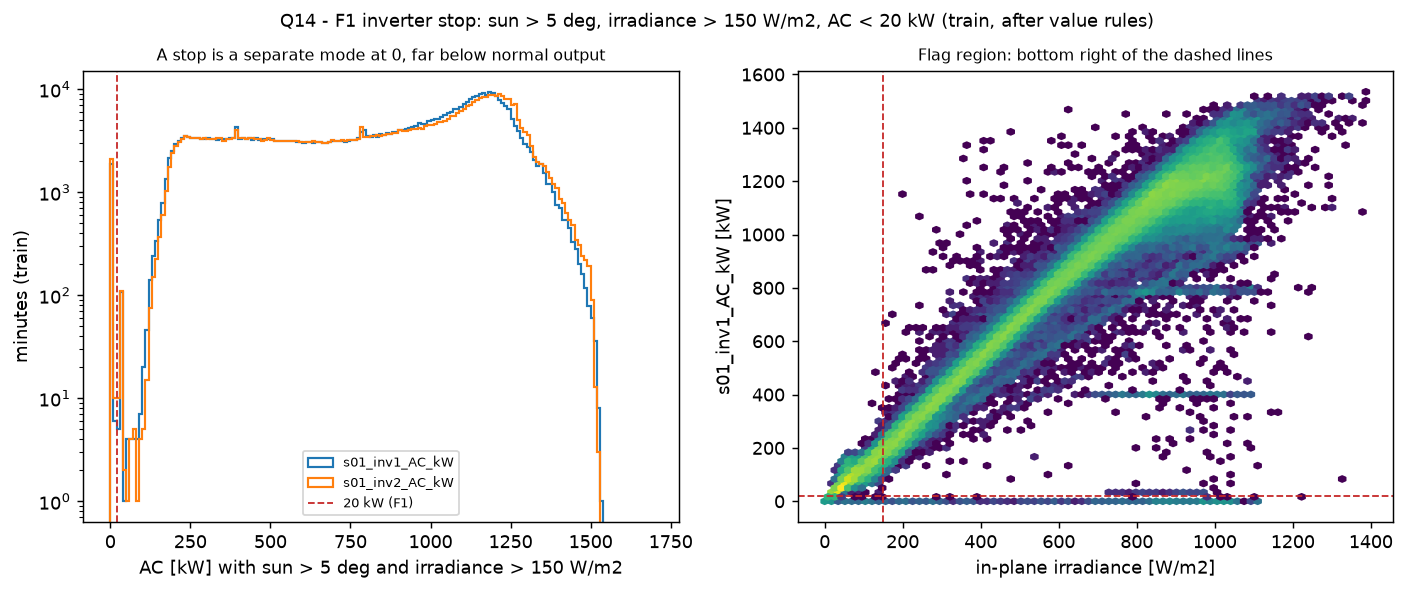 Q14 - F1 inverter stop: sun > 5 deg, irradiance > 150 W/m2, AC < 20 kW (train, after value rules)
A stop is a separate mode at 0, far below normal output
minutes (train)
10^4
10^3
10^2
10^1
10^0
s01_inv1_AC_kW
s01_inv2_AC_kW
20 kW (F1)
0 250 500 750 1000 1250 1500 1750
AC [kW] with sun > 5 deg and irradiance > 150 W/m2
Flag region: bottom right of the dashed lines
s01_inv1_AC_kW [kW]
1600
1400
1200
1000
800
600
400
200
0
0 200 400 600 800 1000 1200 1400
in-plane irradiance [W/m2]